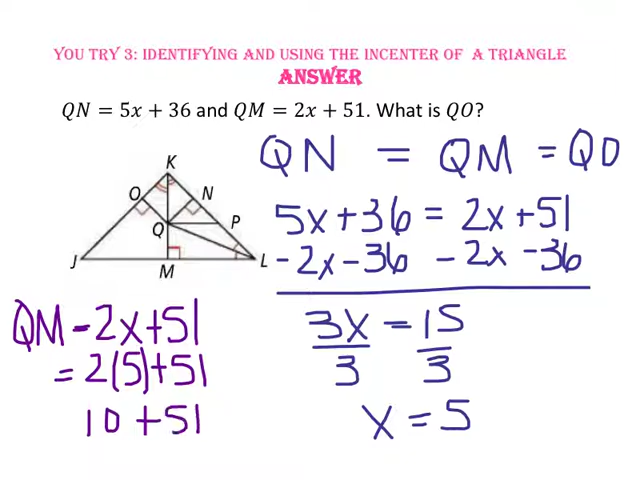 YOU TRY 3: IDENTIFYING AND USING THE INCENTER OF A TRIANGLE
ANSWER
QN = 5x + 36 and QM = 2x + 51. What is QO?
QN = QM = QO
K
O
N
Q
P
J
M
L
5x+36 = 2x+51
-2x-36 -2x -36
3x = 15
3 3
x = 5
QM - 2x+51
= 2(5)+51
10 +51